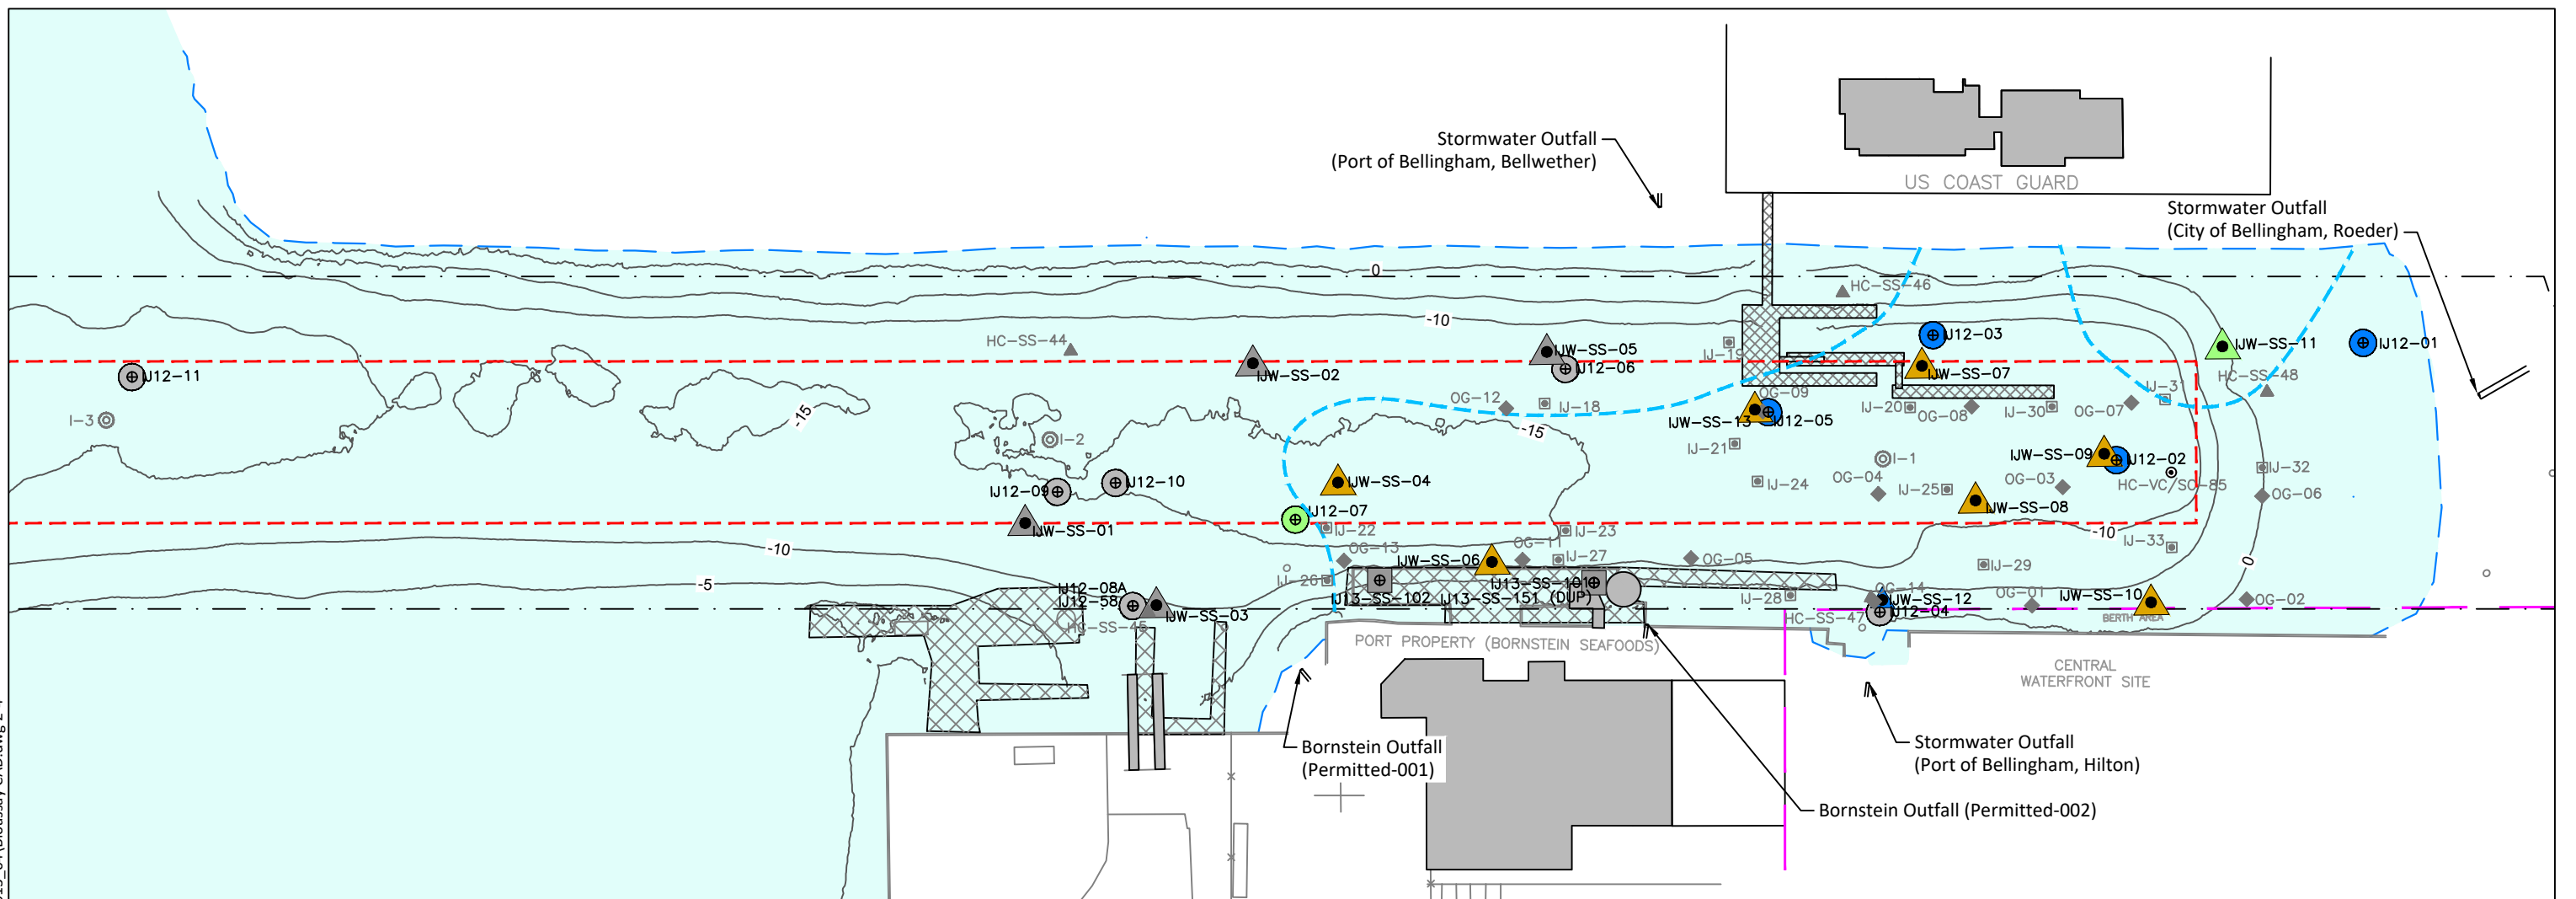 Stormwater Outfall
(Port of Bellingham, Bellwether)
US COAST GUARD
Stormwater Outfall
(City of Bellingham, Roeder)
0
HC-SS-46
-10
HC-SS-44
IJ12-03
IJ12-01
IJ-19
IJW-SS-05
IJW-SS-11
IJ12-06
IJW-SS-02
IJW-SS-07
IJ12-11
HC-SS-48
IJ-31
OG-12
IJ-18
OG-09
IJ-20
OG-08
IJ-30
OG-07
I-3
-15
IJW-SS-13
IJ12-05
-15
I-2
IJ-21
IJW-SS-09
IJ12-02
I-1
IJ-32
IJ12-09
IJ12-10
IJW-SS-04
IJ-24
OG-04
IJ-25
OG-03
HC-VC/SC-85
OG-06
IJW-SS-08
IJ12-07
IJW-SS-01
IJ-22
IJ-23
-10
-10
OG-13
OG-11
IJ-33
IJW-SS-06
IJ-27
OG-05
IJ-29
0
-5
IJ12-08A
IJ12-58
IJ-26
IJ13-SS-101
IJ13-SS-102
IJ13-SS-151 (DUP)
IJ-28
OG-14
IJW-SS-12
IJ12-04
OG-01
IJW-SS-10
OG-02
IJW-SS-03
HC-SS-45
HC-SS-47
BERTH AREA
PORT PROPERTY (BORNSTEIN SEAFOODS)
CENTRAL
WATERFRONT SITE
Bornstein Outfall
(Permitted-001)
Stormwater Outfall
(Port of Bellingham, Hilton)
Bornstein Outfall (Permitted-002)